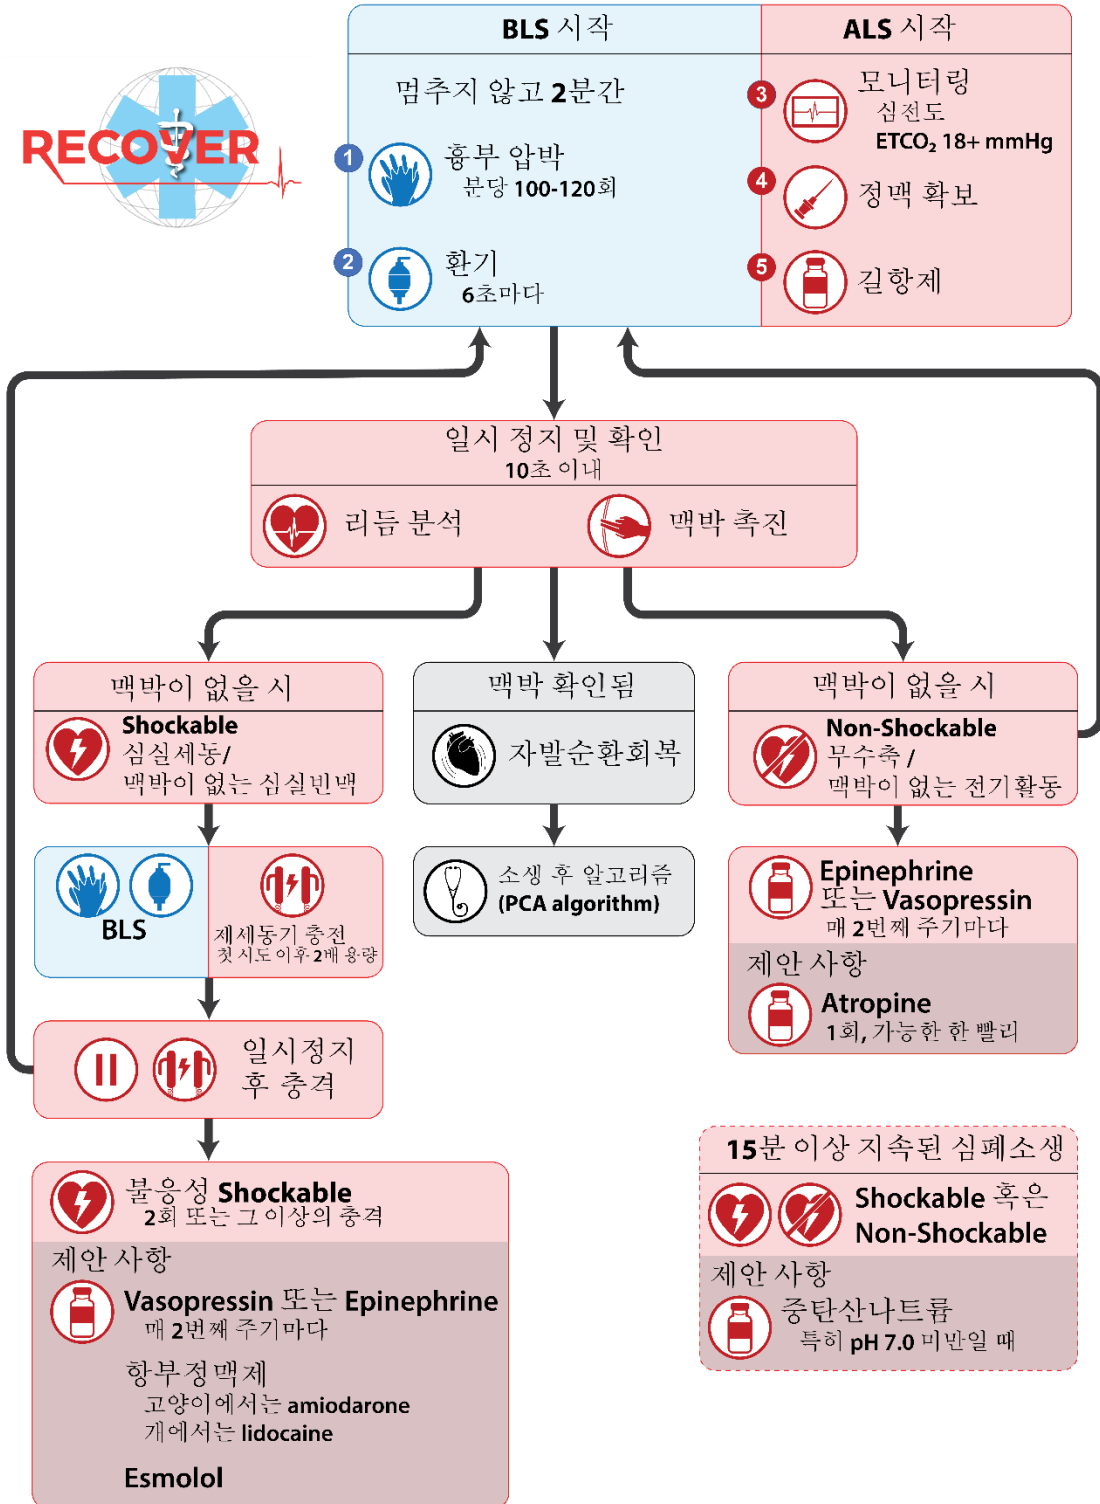 RECOVER
BLS 시작
멈추지 않고 2분간
1 흉부 압박
분당 100-120회
2 환기
6초마다
ALS 시작
3 모니터링
심전도
ETCO₂ 18+ mmHg
4 정맥 확보
5 길항제
일시 정지 및 확인
10초 이내
리듬 분석
맥박 촉진
맥박이 없을 시
Shockable
심실세동/
맥박이 없는 심실빈맥
맥박 확인됨
자발순환회복
맥박이 없을 시
Non-Shockable
무수축 /
맥박이 없는 전기활동
BLS
제세동기 충전
첫 시도 이후 2배 용량
소생 후 알고리즘
(PCA algorithm)
Epinephrine
또는 Vasopressin
매 2번째 주기마다
제안 사항
Atropine
1회, 가능한 한 빨리
일시정지
후 충격
불응성 Shockable
2회 또는 그 이상의 충격
제안 사항
Vasopressin 또는 Epinephrine
매 2번째 주기마다
항부정맥제
고양이에서는 amiodarone
개에서는 lidocaine
Esmolol
15분 이상 지속된 심폐소생
Shockable 혹은
Non-Shockable
제안 사항
중탄산나트륨
특히 pH 7.0 미만일 때